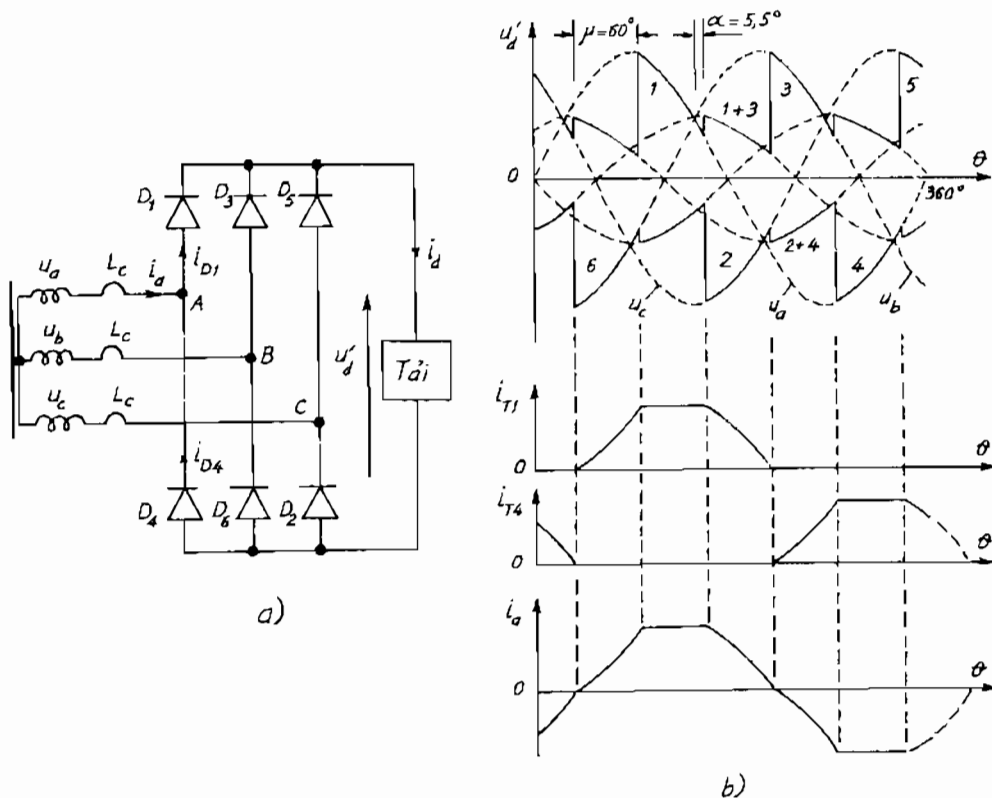 D1
D3
D5
iD1
id
ua
Lc
ia
A
ub
Lc
B
u'd
Tải
uc
Lc
C
iD4
D4
D6
D2
a)
u'd
μ=60°
α=5,5°
1
3
5
1+3
0
θ
360°
6
2
2+4
4
uc
ua
ub
iT1
0
θ
iT4
0
θ
ia
0
θ
b)